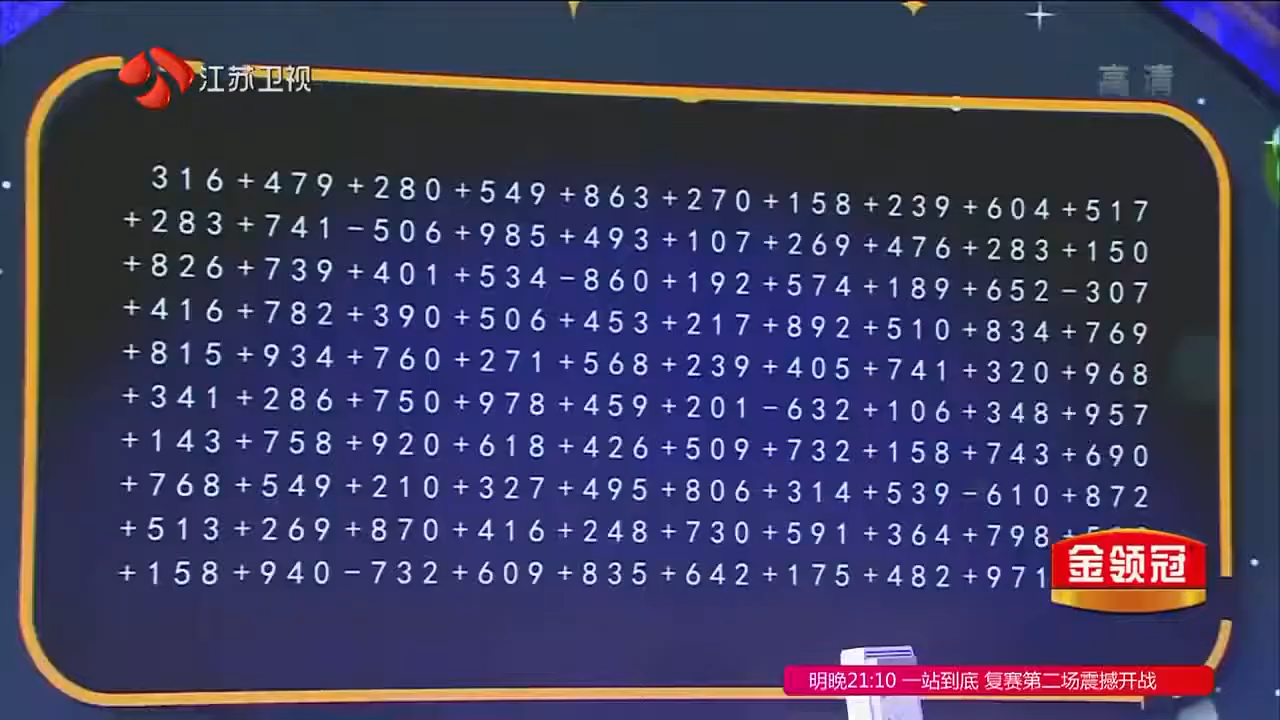 江苏卫视
高清
316+479+280+549+863+270+158+239+604+517
+283+741-506+985+493+107+269+476+283+150
+826+739+401+534-860+192+574+189+652-307
+416+782+390+506+453+217+892+510+834+769
+815+934+760+271+568+239+405+741+320+968
+341+286+750+978+459+201-632+106+348+957
+143+758+920+618+426+509+732+158+743+690
+768+549+210+327+495+806+314+539-610+872
+513+269+870+416+248+730+591+364+798
+158+940-732+609+835+642+175+482+971
金领冠
明晚21:10 一站到底 复赛第二场震撼开战